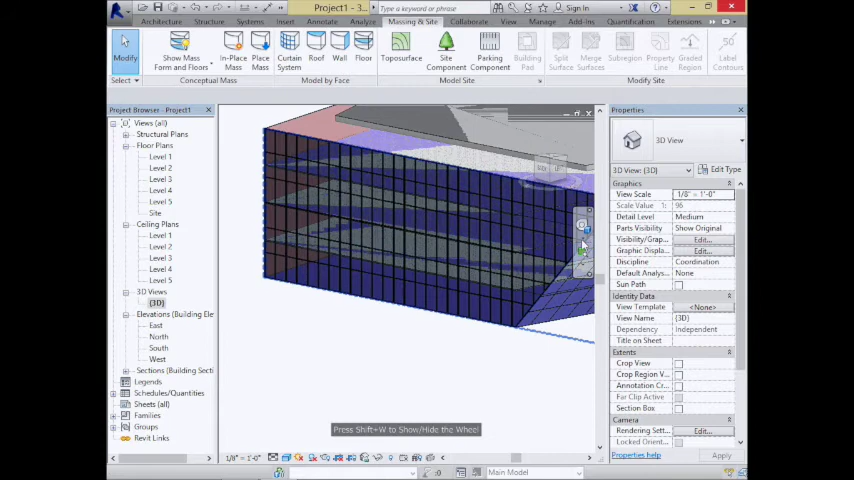 Project1 - 3...
Type a keyword or phrase
Sign In
Architecture Structure Systems Insert Annotate Analyze Massing & Site Collaborate View Manage Add-Ins Quantification Extensions
Modify
Show Mass Form and Floors
In-Place Mass
Place Mass
Curtain System
Roof
Wall
Floor
Toposurface
Site Component
Parking Component
Building Pad
Split Surface
Merge Surfaces
Subregion
Property Line
Graded Region
Label Contours
Select
Conceptual Mass
Model by Face
Model Site
Modify Site
Project Browser - Project1
Views (all)
Structural Plans
Floor Plans
Level 1
Level 2
Level 3
Level 4
Level 5
Site
Ceiling Plans
Level 1
Level 2
Level 3
Level 4
Level 5
3D Views
{3D}
Elevations (Building Ele
East
North
South
West
Sections (Building Secti
Legends
Schedules/Quantities
Sheets (all)
Families
Groups
Revit Links
Press Shift+W to Show/Hide the Wheel
Properties
3D View
3D View: {3D}
Edit Type
Graphics
View Scale 1/8" = 1'-0"
Scale Value 1: 96
Detail Level Medium
Parts Visibility Show Original
Visibility/Grap... Edit...
Graphic Displa... Edit...
Discipline Coordination
Default Analys... None
Sun Path
Identity Data
View Template <None>
View Name {3D}
Dependency Independent
Title on Sheet
Extents
Crop View
Crop Region V...
Annotation Cr...
Far Clip Active
Section Box
Camera
Rendering Sett... Edit...
Locked Orient...
Properties help
Apply
1/8" = 1'-0"
:0
Main Model